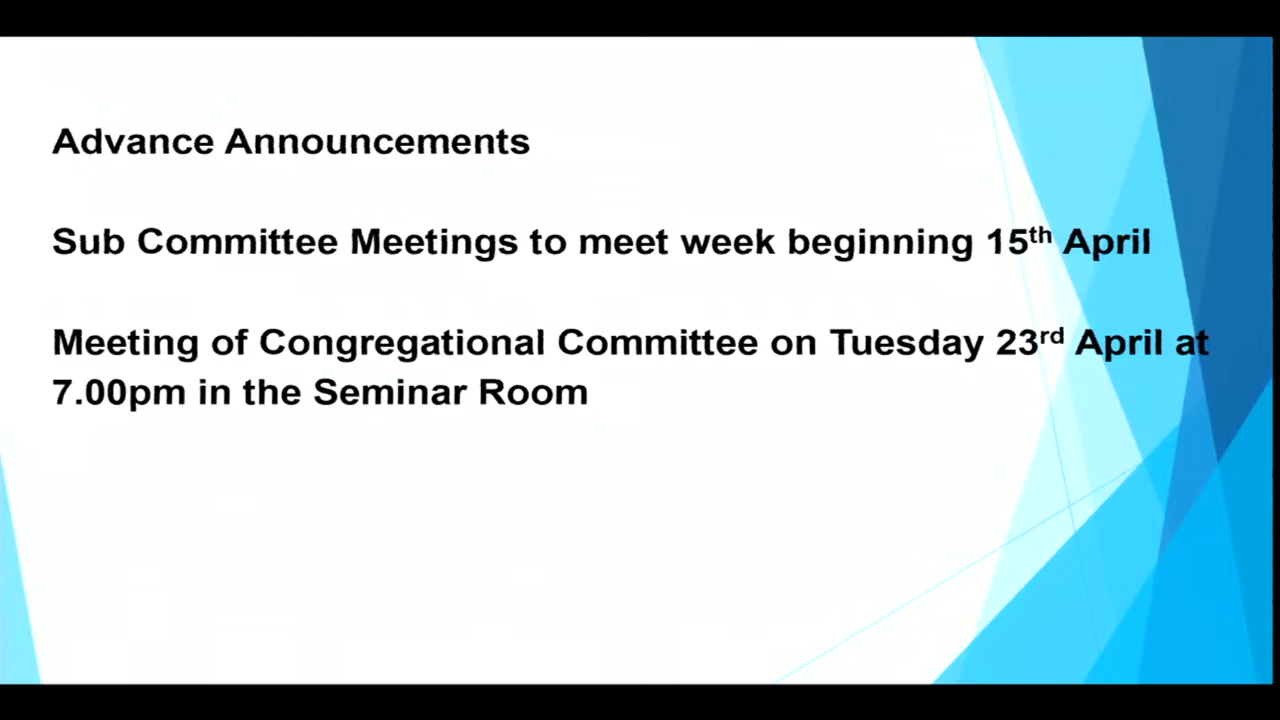 Advance Announcements
Sub Committee Meetings to meet week beginning 15th April
Meeting of Congregational Committee on Tuesday 23rd April at
7.00pm in the Seminar Room